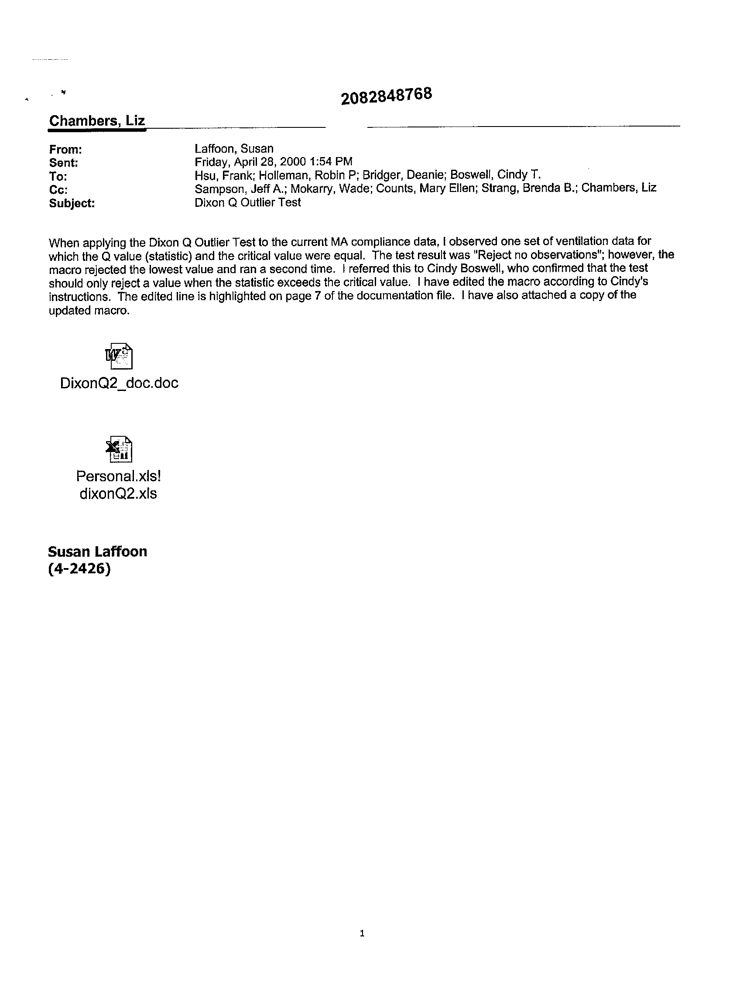 2082848768
Chambers, Liz
From: Laffoon, Susan
Sent: Friday, April 28, 2000 1:54 PM
To: Hsu, Frank; Holleman, Robin P; Bridger, Deanie; Boswell, Cindy T.
Cc: Sampson, Jeff A.; Mokarry, Wade; Counts, Mary Ellen; Strang, Brenda B.; Chambers, Liz
Subject: Dixon Q Outlier Test
When applying the Dixon Q Outlier Test to the current MA compliance data, I observed one set of ventilation data for
which the Q value (statistic) and the critical value were equal. The test result was "Reject no observations"; however, the
macro rejected the lowest value and ran a second time. I referred this to Cindy Boswell, who confirmed that the test
should only reject a value when the statistic exceeds the critical value. I have edited the macro according to Cindy's
instructions. The edited line is highlighted on page 7 of the documentation file. I have also attached a copy of the
updated macro.
DixonQ2_doc.doc
Personal.xls!
dixonQ2.xls
Susan Laffoon
(4-2426)
1